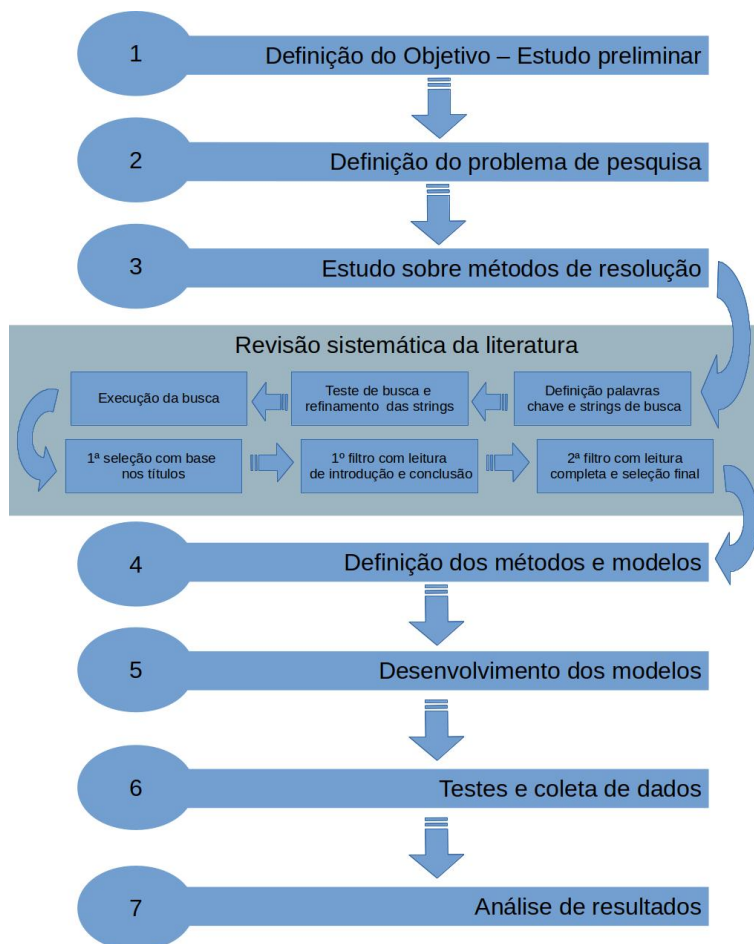 1
Definição do Objetivo – Estudo preliminar
2
Definição do problema de pesquisa
3
Estudo sobre métodos de resolução
Revisão sistemática da literatura
Definição palavras
chave e strings de busca
Teste de busca e
refinamento das strings
Execução da busca
1ª seleção com base
nos títulos
1º filtro com leitura
de introdução e conclusão
2ª filtro com leitura
completa e seleção final
4
Definição dos métodos e modelos
5
Desenvolvimento dos modelos
6
Testes e coleta de dados
7
Análise de resultados